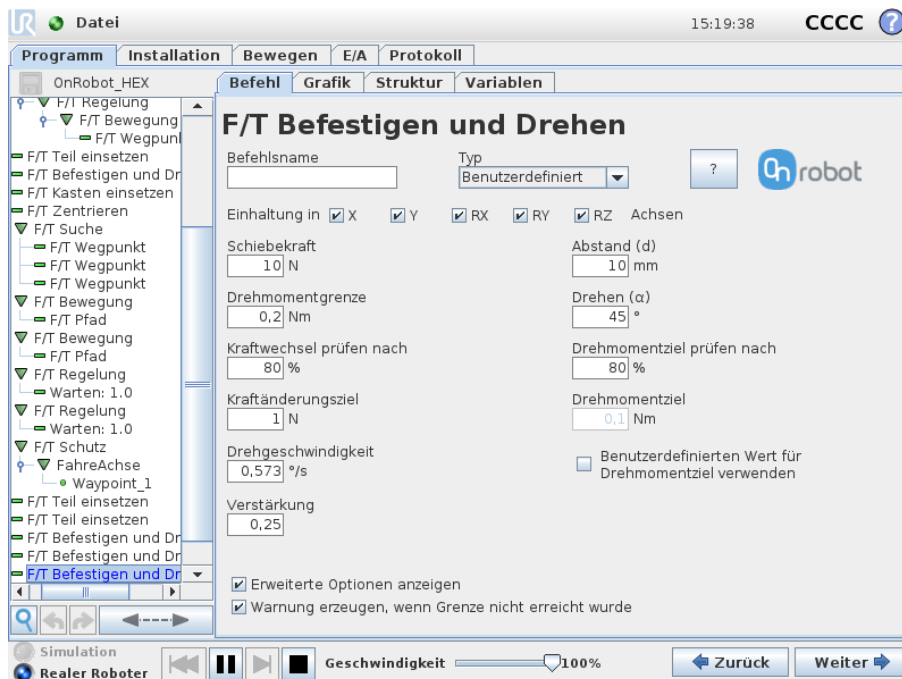 Datei
15:19:38
CCCC
?
Programm
Installation
Bewegen
E/A
Protokoll
OnRobot_HEX
F/T Regelung
F/T Bewegung
F/T Wegpun
F/T Teil einsetzen
F/T Befestigen und Dr
F/T Kasten einsetzen
F/T Zentrieren
F/T Suche
F/T Wegpunkt
F/T Wegpunkt
F/T Wegpunkt
F/T Bewegung
F/T Pfad
F/T Bewegung
F/T Pfad
F/T Regelung
Warten: 1.0
F/T Regelung
Warten: 1.0
F/T Schutz
FahreAchse
Waypoint_1
F/T Teil einsetzen
F/T Teil einsetzen
F/T Befestigen und Dr
F/T Befestigen und Dr
F/T Befestigen und Dr
Befehl
Grafik
Struktur
Variablen
F/T Befestigen und Drehen
Befehlsname
Typ
Benutzerdefiniert
?
On robot
Einhaltung in X Y RX RY RZ Achsen
Schiebekraft
10 N
Abstand (d)
10 mm
Drehmomentgrenze
0,2 Nm
Drehen (α)
45 °
Kraftwechsel prüfen nach
80 %
Drehmomentziel prüfen nach
80 %
Kraftänderungsziel
1 N
Drehmomentziel
0,1 Nm
Drehgeschwindigkeit
0,573 °/s
Benutzerdefinierten Wert für
Drehmomentziel verwenden
Verstärkung
0,25
Erweiterte Optionen anzeigen
Warnung erzeugen, wenn Grenze nicht erreicht wurde
Simulation
Realer Roboter
Geschwindigkeit
100%
Zurück
Weiter